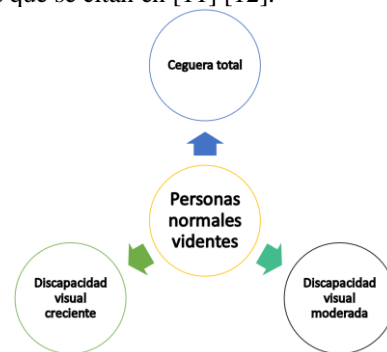 que se citan en [11] [12].
Ceguera total
Personas
normales
videntes
Discapacidad
visual
creciente
Discapacidad
visual
moderada